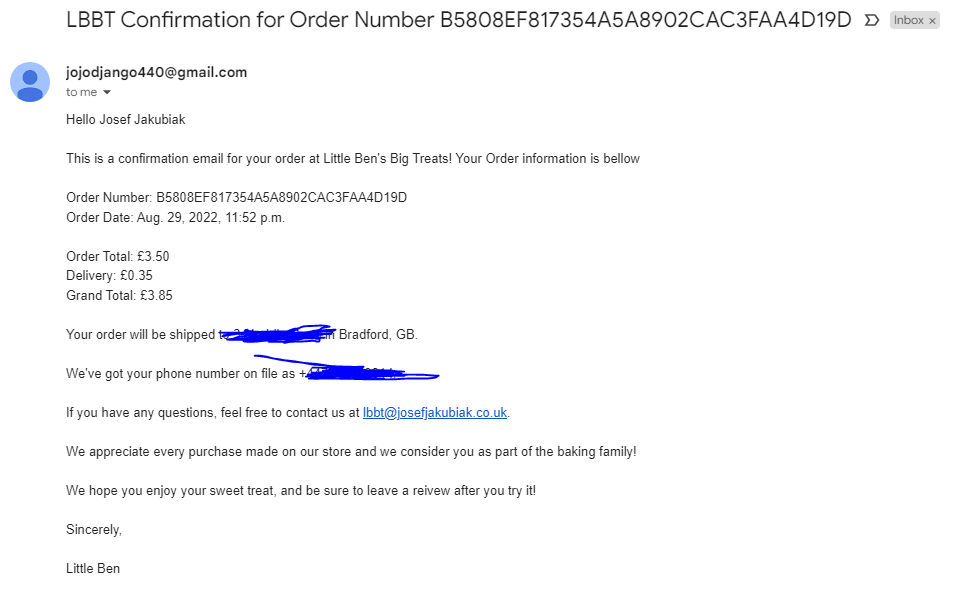 LBBT Confirmation for Order Number B5808EF817354A5A8902CAC3FAA4D19D
Inbox ×
jojodjango440@gmail.com
to me
Hello Josef Jakubiak
This is a confirmation email for your order at Little Ben's Big Treats! Your Order information is bellow
Order Number: B5808EF817354A5A8902CAC3FAA4D19D
Order Date: Aug. 29, 2022, 11:52 p.m.
Order Total: £3.50
Delivery: £0.35
Grand Total: £3.85
Your order will be shipped in Bradford, GB.
We've got your phone number on file as +
If you have any questions, feel free to contact us at lbbt@josefjakubiak.co.uk.
We appreciate every purchase made on our store and we consider you as part of the baking family!
We hope you enjoy your sweet treat, and be sure to leave a reivew after you try it!
Sincerely,
Little Ben